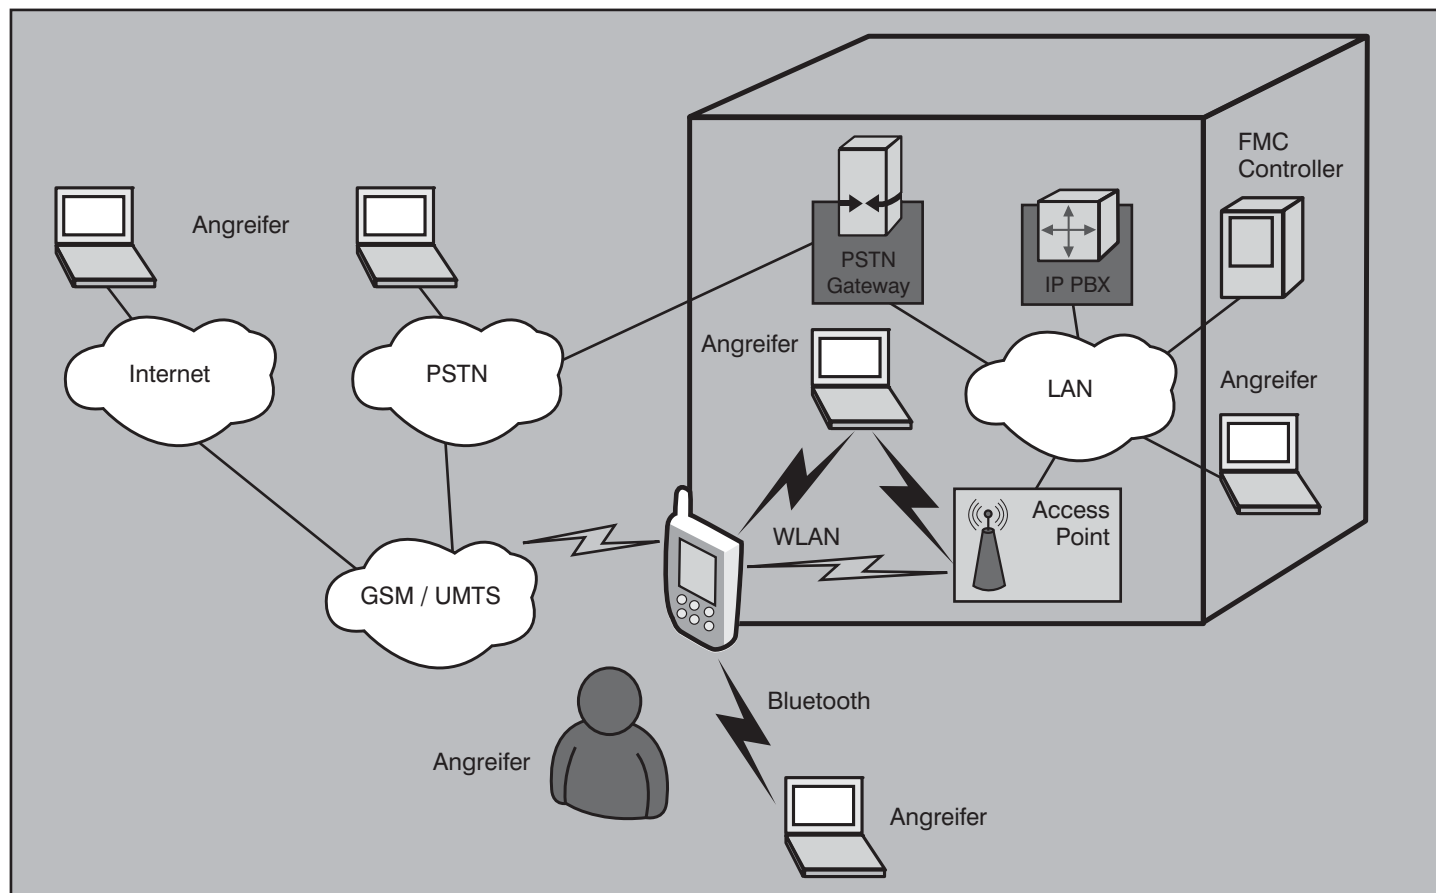 FMC
Controller
Angreifer
PSTN
Gateway
IP PBX
Angreifer
Internet
PSTN
LAN
Angreifer
Access
Point
WLAN
GSM / UMTS
Bluetooth
Angreifer
Angreifer